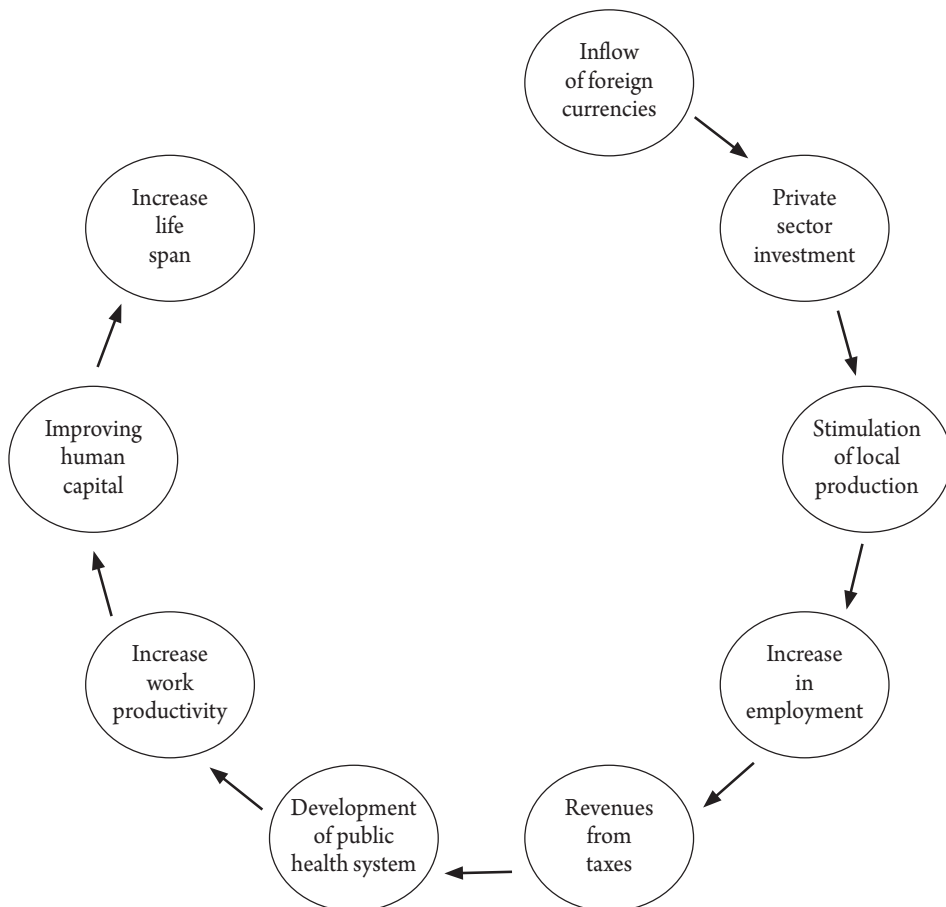 Inflow
of foreign
currencies
Private
sector
investment
Stimulation
of local
production
Increase
in
employment
Revenues
from
taxes
Development
of public
health system
Increase
work
productivity
Improving
human
capital
Increase
life
span